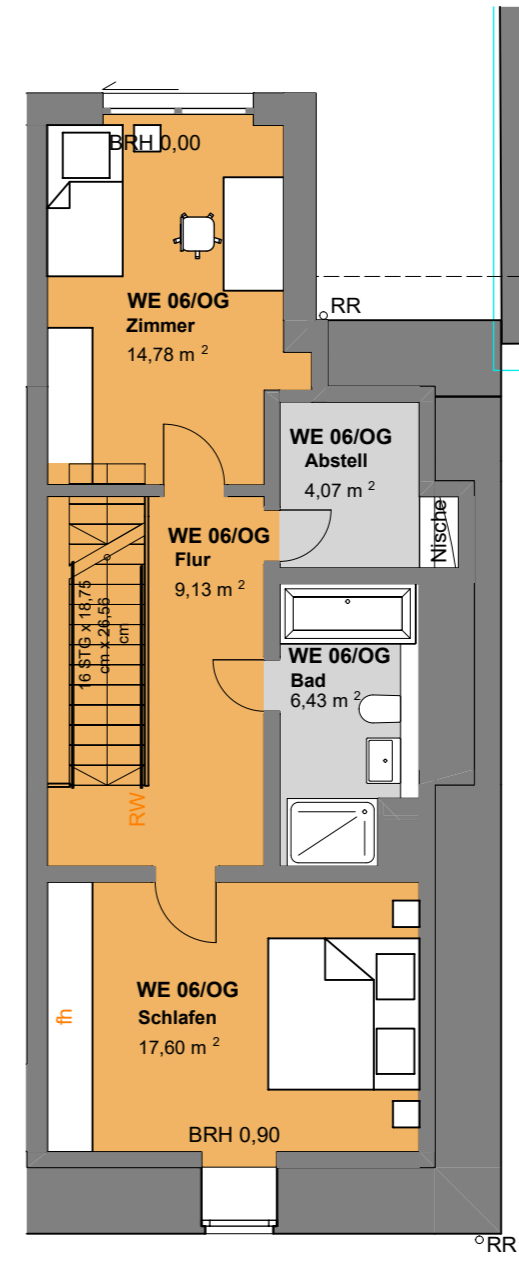 BRH 0,00
WE 06/OG
Zimmer
14,78 m ²
RR
WE 06/OG
Abstell
4,07 m ²
Nische
WE 06/OG
Flur
9,13 m ²
16 STG x 18,75
cm x 26,56
cm
WE 06/OG
Bad
6,43 m ²
RW
WE 06/OG
Schlafen
17,60 m ²
fh
BRH 0,90
RR